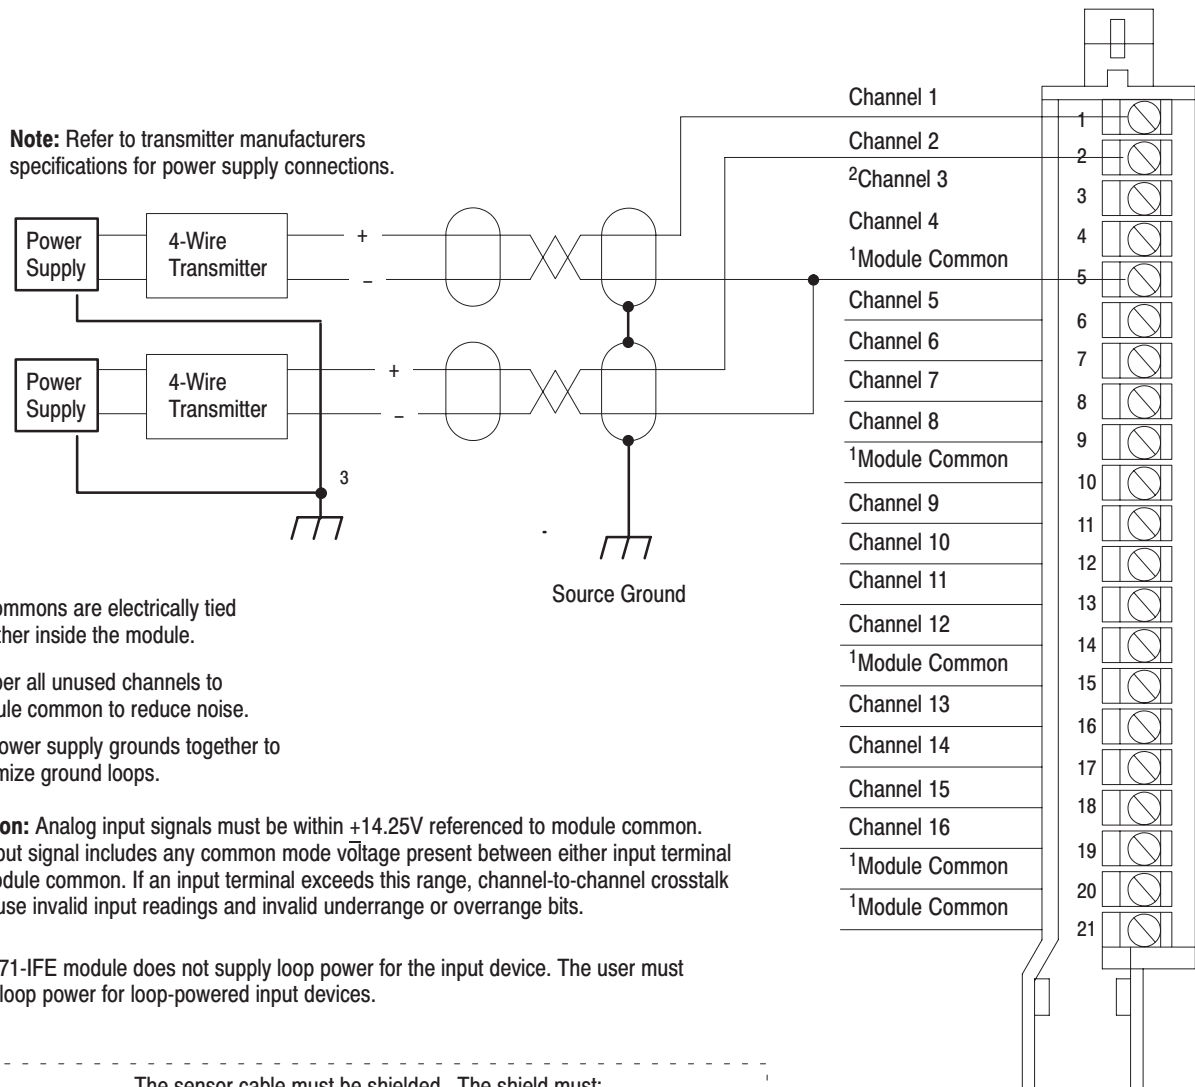 Note: Refer to transmitter manufacturers
specifications for power supply connections.
Power
Supply
4-Wire
Transmitter
+
–
Power
Supply
4-Wire
Transmitter
+
–
3
Source Ground
Channel 1
Channel 2
2Channel 3
Channel 4
1Module Common
Channel 5
Channel 6
Channel 7
Channel 8
1Module Common
Channel 9
Channel 10
Channel 11
Channel 12
1Module Common
Channel 13
Channel 14
Channel 15
Channel 16
1Module Common
1Module Common
1
2
3
4
5
6
7
8
9
10
11
12
13
14
15
16
17
18
19
20
21
ommons are electrically tied
ther inside the module.
per all unused channels to
ule common to reduce noise.
ower supply grounds together to
mize ground loops.
on: Analog input signals must be within ±14.25V referenced to module common.
out signal includes any common mode voltage present between either input terminal
odule common. If an input terminal exceeds this range, channel-to-channel crosstalk
use invalid input readings and invalid underrange or overrange bits.
71-IFE module does not supply loop power for the input device. The user must
loop power for loop-powered input devices.
The sensor cable must be shielded. The shield must: